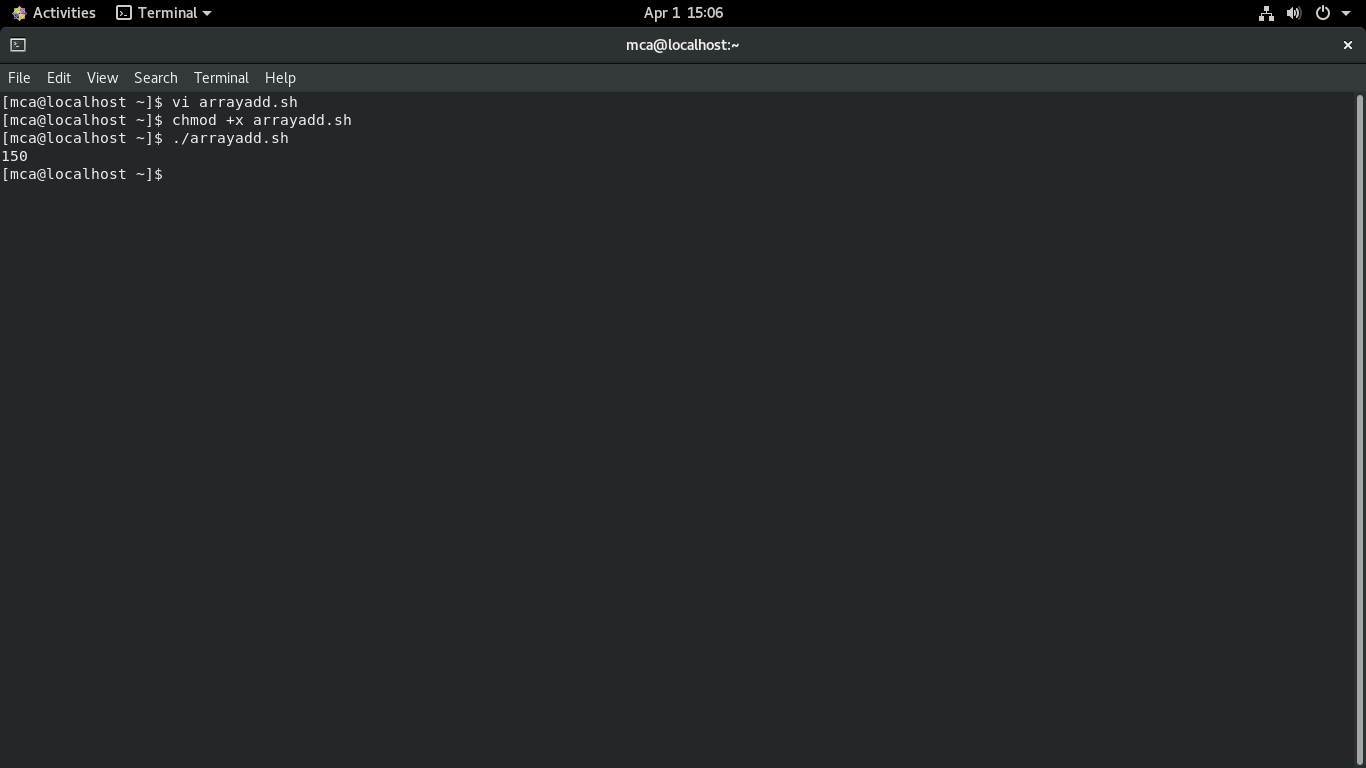 Activities Terminal Apr 1 15:06
mca@localhost:~
File Edit View Search Terminal Help
[mca@localhost ~]$ vi arrayadd.sh
[mca@localhost ~]$ chmod +x arrayadd.sh
[mca@localhost ~]$ ./arrayadd.sh
150
[mca@localhost ~]$